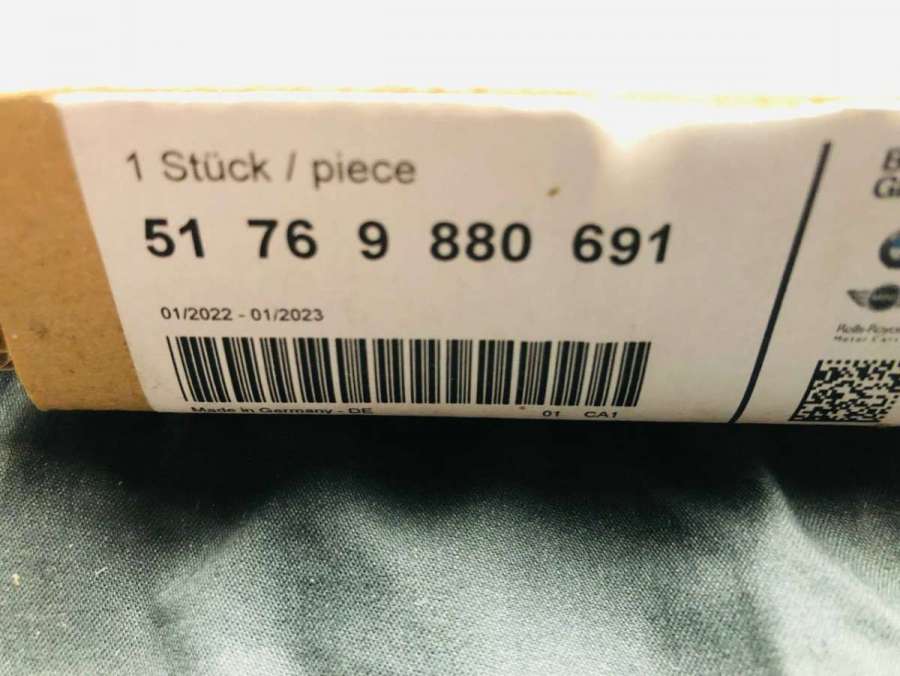 1 Stück / piece
51 76 9 880 691
01/2022 - 01/2023
Made in Germany - DE 01 CA1